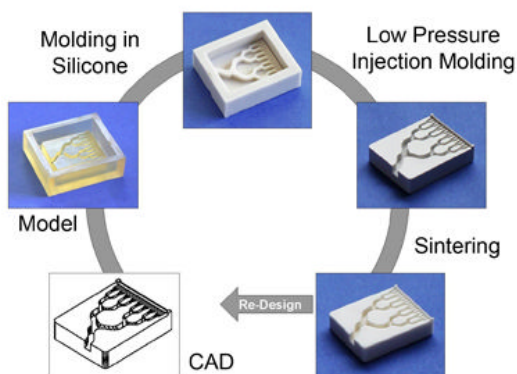 Molding in
Silicone
Low Pressure
Injection Molding
Model
Sintering
Re-Design
CAD